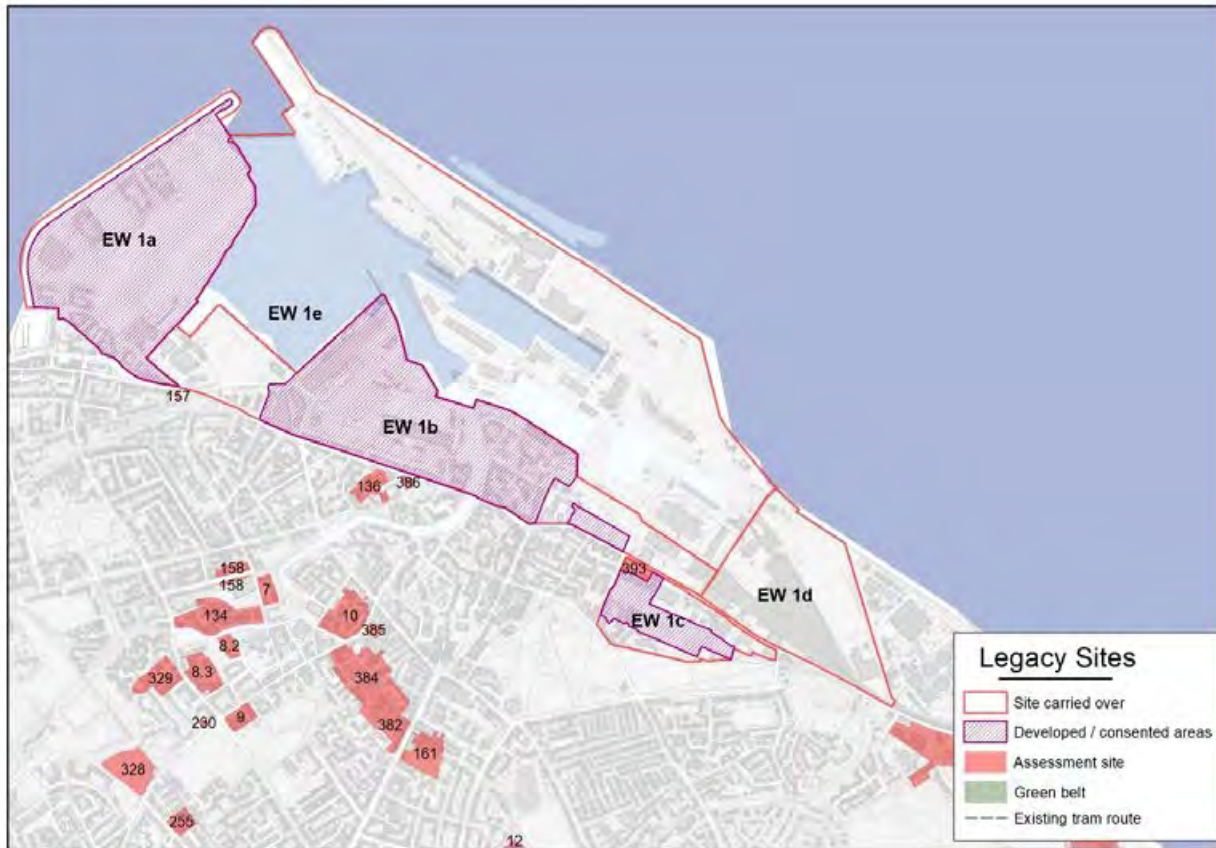 EW 1a
EW 1e
157
EW 1b
136
386
393
158
158
7
EW 1d
134
10
EW 1c
385
8.2
329
8.3
384
290
9
382
161
328
255
12
Legacy Sites
Site carried over
Developed / consented areas
Assessment site
Green belt
Existing tram route